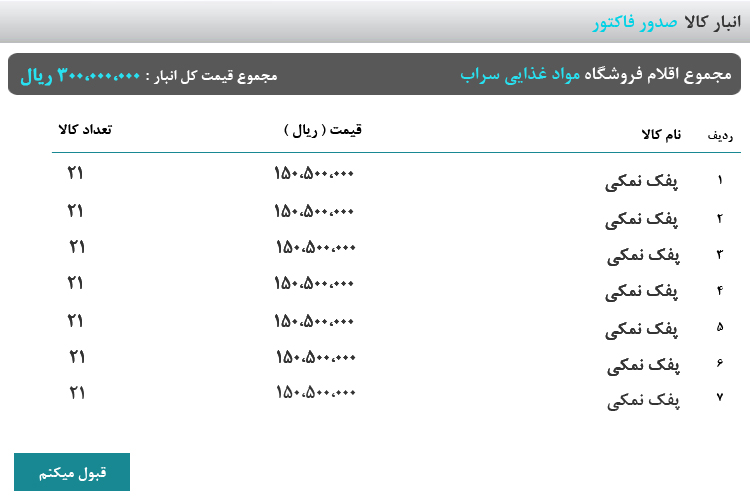 انبار کالا صدور فاکتور
مجموع اقلام فروشگاه مواد غذایی سراب مجموع قیمت کل انبار : ۳۰۰،۰۰۰،۰۰۰ ریال
ردیف نام کالا قیمت ( ریال ) تعداد کالا
۱ پفک نمکی ۱۵۰،۵۰۰،۰۰۰ ۲۱
۲ پفک نمکی ۱۵۰،۵۰۰،۰۰۰ ۲۱
۳ پفک نمکی ۱۵۰،۵۰۰،۰۰۰ ۲۱
۴ پفک نمکی ۱۵۰،۵۰۰،۰۰۰ ۲۱
۵ پفک نمکی ۱۵۰،۵۰۰،۰۰۰ ۲۱
۶ پفک نمکی ۱۵۰،۵۰۰،۰۰۰ ۲۱
۷ پفک نمکی ۱۵۰،۵۰۰،۰۰۰ ۲۱
قبول میکنم